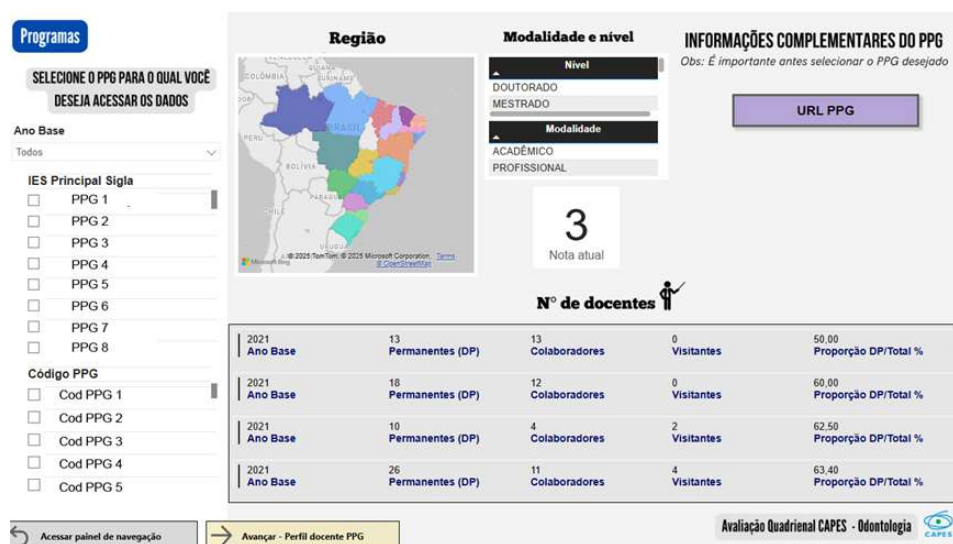 Programas
SELECIONE O PPG PARA O QUAL VOCÊ
DESEJA ACESSAR OS DADOS
Ano Base
Todos
IES Principal Sigla
PPG 1
PPG 2
PPG 3
PPG 4
PPG 5
PPG 6
PPG 7
PPG 8
Código PPG
Cod PPG 1
Cod PPG 2
Cod PPG 3
Cod PPG 4
Cod PPG 5
Região
COLÔMBIA
GUIANA
SURINAME
BRASIL
PERU
BOLÍVIA
PARAGUAI
CHILE
URUGUAI
Microsoft Bing
© 2025 TomTom, © 2025 Microsoft Corporation, Terms
© OpenStreetMap
Modalidade e nível
Nível
DOUTORADO
MESTRADO
Modalidade
ACADÊMICO
PROFISSIONAL
3
Nota atual
INFORMAÇÕES COMPLEMENTARES DO PPG
Obs: É importante antes selecionar o PPG desejado
URL PPG
N° de docentes
2021 13 13 0 50,00
Ano Base Permanentes (DP) Colaboradores Visitantes Proporção DP/Total %
2021 18 12 0 60,00
Ano Base Permanentes (DP) Colaboradores Visitantes Proporção DP/Total %
2021 10 4 2 62,50
Ano Base Permanentes (DP) Colaboradores Visitantes Proporção DP/Total %
2021 26 11 4 63,40
Ano Base Permanentes (DP) Colaboradores Visitantes Proporção DP/Total %
Acessar painel de navegação
Avançar - Perfil docente PPG
Avaliação Quadrienal CAPES - Odontologia
CAPES